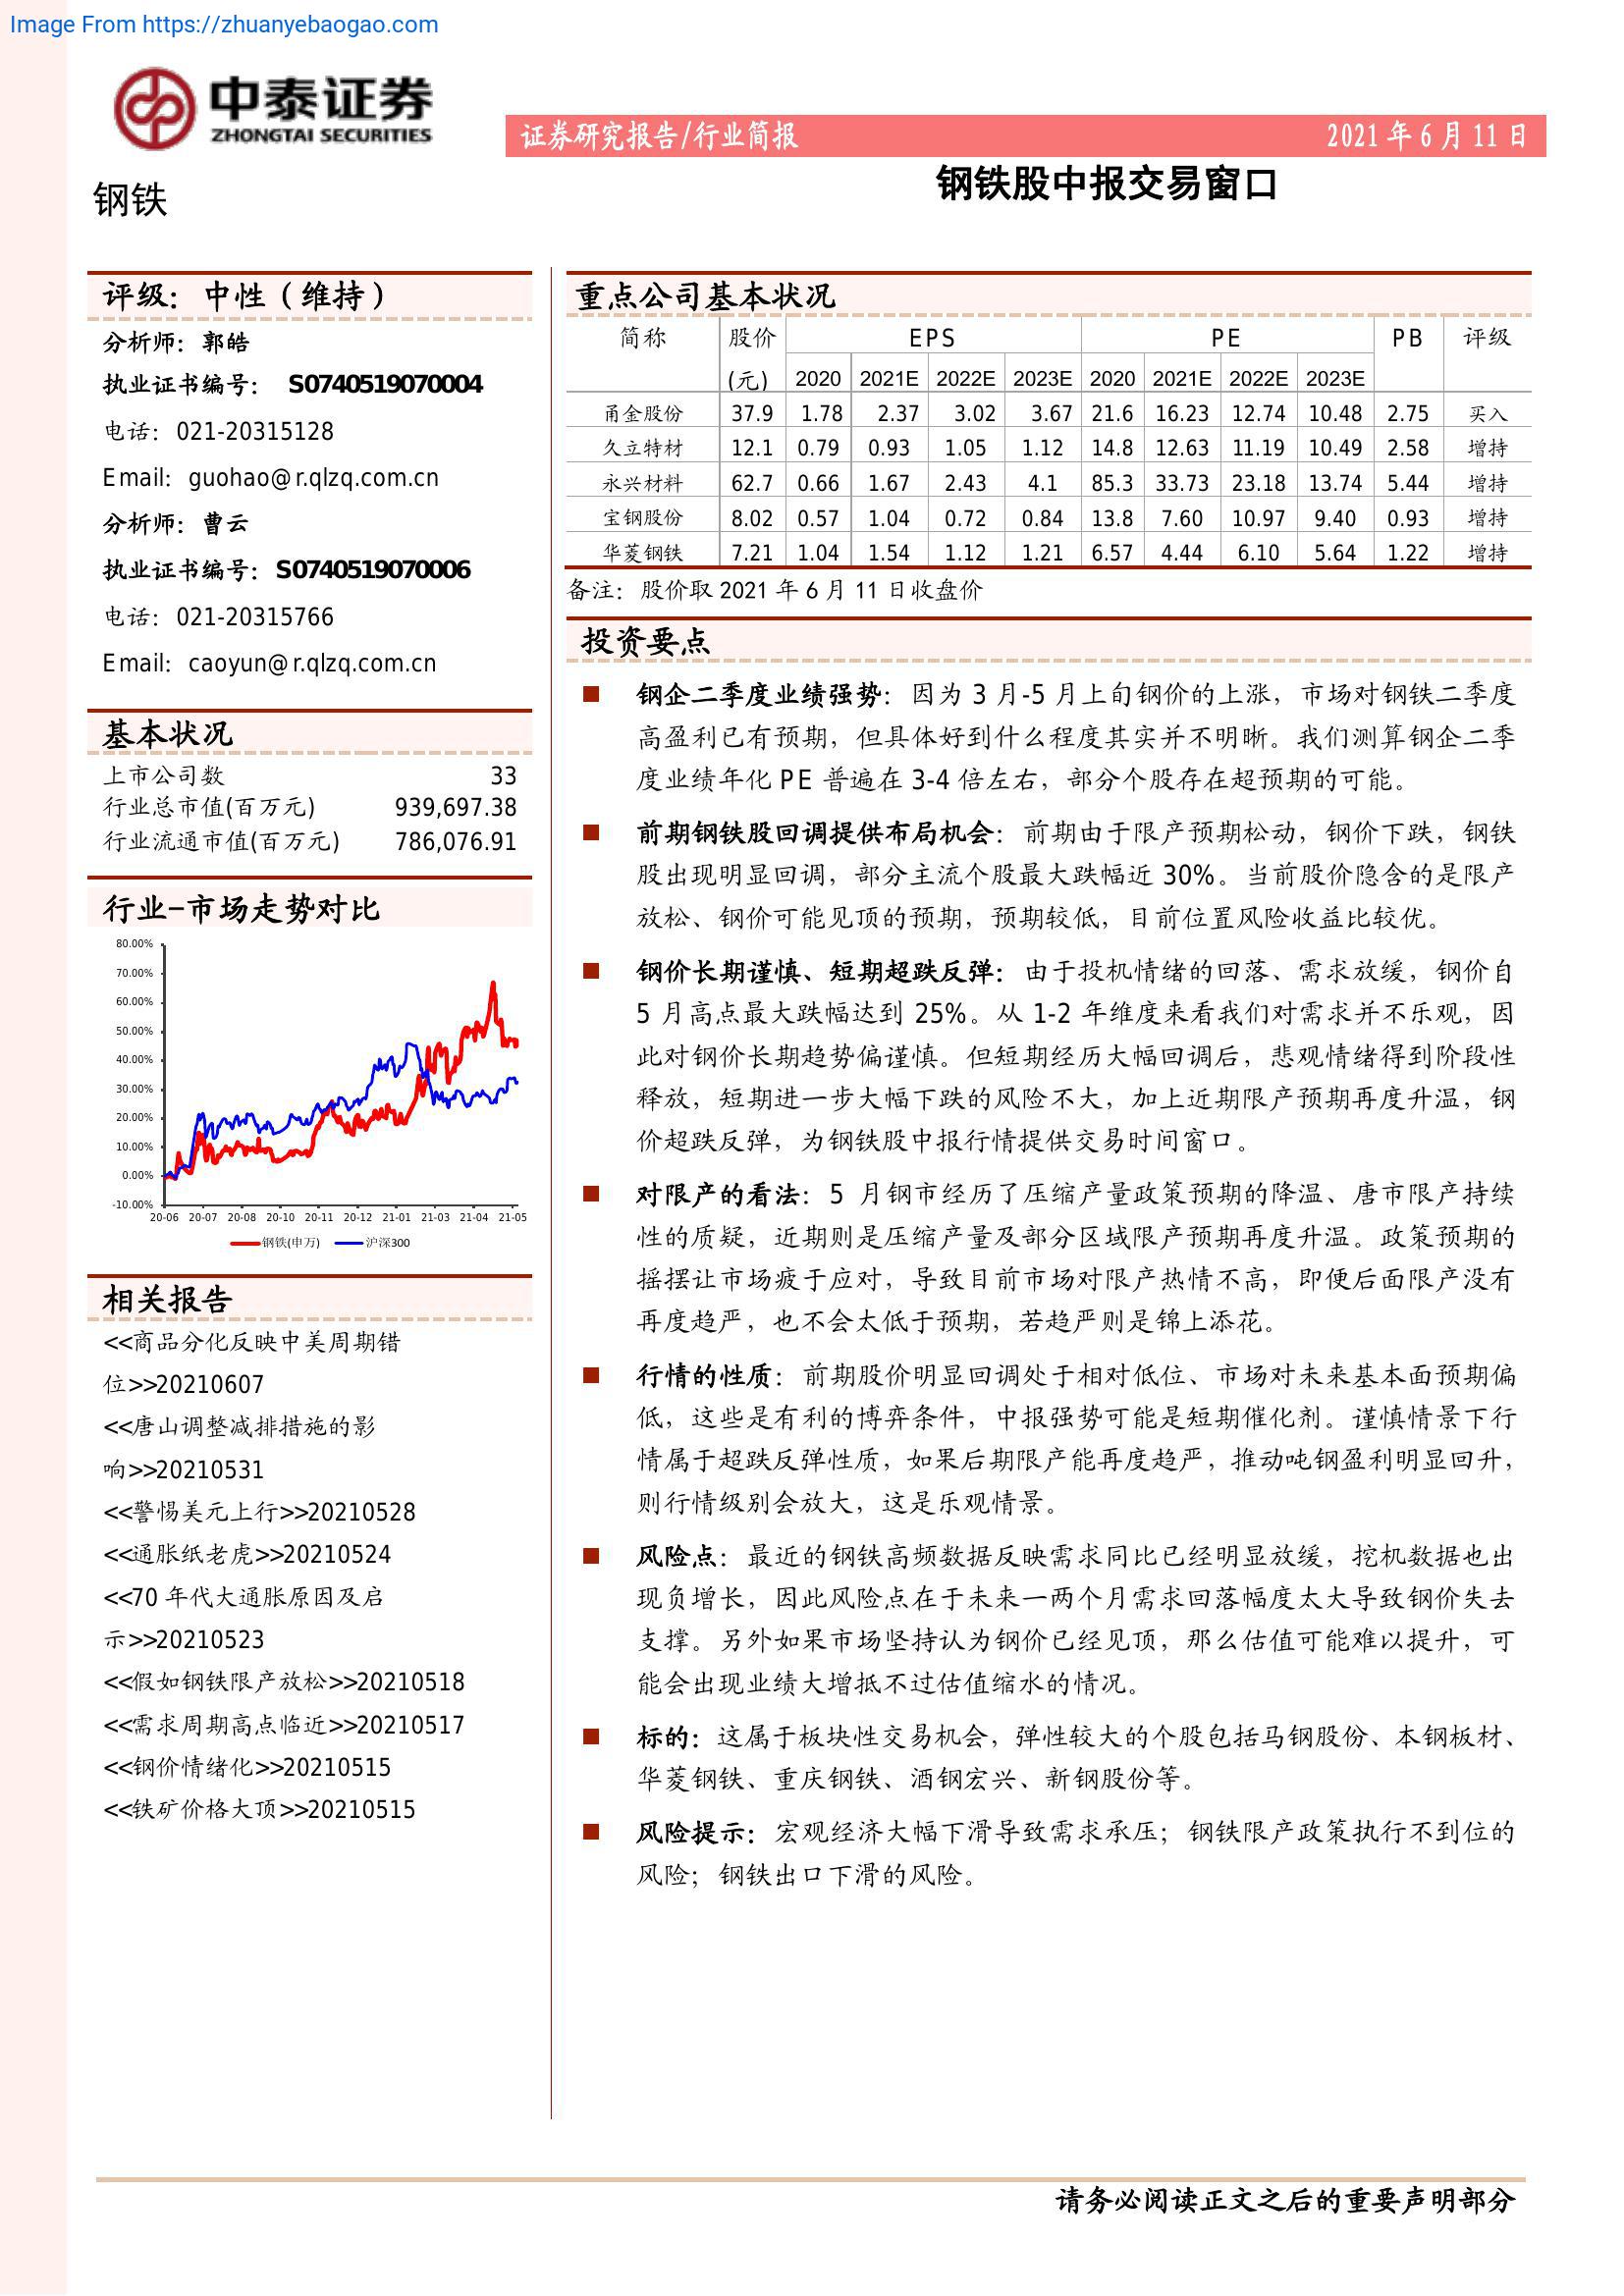 Image From https://zhuanyebaogao.com
中泰证券
ZHONGTAI SECURITIES
证券研究报告/行业简报 2021 年 6 月 11 日
钢铁
钢铁股中报交易窗口
评级：中性（维持）
分析师：郭皓
执业证书编号： S0740519070004
电话：021-20315128
Email：guohao@r.qlzq.com.cn
分析师：曹云
执业证书编号：S0740519070006
电话：021-20315766
Email：caoyun@r.qlzq.com.cn
基本状况
上市公司数 33
行业总市值(百万元) 939,697.38
行业流通市值(百万元) 786,076.91
行业-市场走势对比
80.00%
70.00%
60.00%
50.00%
40.00%
30.00%
20.00%
10.00%
0.00%
-10.00%
20-06 20-07 20-08 20-10 20-11 20-12 21-01 21-03 21-04 21-05
钢铁(申万) 沪深300
相关报告
<<商品分化反映中美周期错
位>>20210607
<<唐山调整减排措施的影
响>>20210531
<<警惕美元上行>>20210528
<<通胀纸老虎>>20210524
<<70 年代大通胀原因及启
示>>20210523
<<假如钢铁限产放松>>20210518
<<需求周期高点临近>>20210517
<<钢价情绪化>>20210515
<<铁矿价格大顶>>20210515
重点公司基本状况
简称 股价 EPS PE PB 评级
(元) 2020 2021E 2022E 2023E 2020 2021E 2022E 2023E
甬金股份 37.9 1.78 2.37 3.02 3.67 21.6 16.23 12.74 10.48 2.75 买入
久立特材 12.1 0.79 0.93 1.05 1.12 14.8 12.63 11.19 10.49 2.58 增持
永兴材料 62.7 0.66 1.67 2.43 4.1 85.3 33.73 23.18 13.74 5.44 增持
宝钢股份 8.02 0.57 1.04 0.72 0.84 13.8 7.60 10.97 9.40 0.93 增持
华菱钢铁 7.21 1.04 1.54 1.12 1.21 6.57 4.44 6.10 5.64 1.22 增持
备注：股价取 2021 年 6 月 11 日收盘价
投资要点
■ 钢企二季度业绩强势：因为 3 月-5 月上旬钢价的上涨，市场对钢铁二季度
高盈利已有预期，但具体好到什么程度其实并不明晰。我们测算钢企二季
度业绩年化 PE 普遍在 3-4 倍左右，部分个股存在超预期的可能。
■ 前期钢铁股回调提供布局机会：前期由于限产预期松动，钢价下跌，钢铁
股出现明显回调，部分主流个股最大跌幅近 30%。当前股价隐含的是限产
放松、钢价可能见顶的预期，预期较低，目前位置风险收益比较优。
■ 钢价长期谨慎、短期超跌反弹：由于投机情绪的回落、需求放缓，钢价自
5 月高点最大跌幅达到 25%。从 1-2 年维度来看我们对需求并不乐观，因
此对钢价长期趋势偏谨慎。但短期经历大幅回调后，悲观情绪得到阶段性
释放，短期进一步大幅下跌的风险不大，加上近期限产预期再度升温，钢
价超跌反弹，为钢铁股中报行情提供交易时间窗口。
■ 对限产的看法：5 月钢市经历了压缩产量政策预期的降温、唐市限产持续
性的质疑，近期则是压缩产量及部分区域限产预期再度升温。政策预期的
摇摆让市场疲于应对，导致目前市场对限产热情不高，即便后面限产没有
再度趋严，也不会太低于预期，若趋严则是锦上添花。
■ 行情的性质：前期股价明显回调处于相对低位、市场对未来基本面预期偏
低，这些是有利的博弈条件，中报强势可能是短期催化剂。谨慎情景下行
情属于超跌反弹性质，如果后期限产能再度趋严，推动吨钢盈利明显回升，
则行情级别会放大，这是乐观情景。
■ 风险点：最近的钢铁高频数据反映需求同比已经明显放缓，挖机数据也出
现负增长，因此风险点在于未来一两个月需求回落幅度太大导致钢价失去
支撑。另外如果市场坚持认为钢价已经见顶，那么估值可能难以提升，可
能会出现业绩大增抵不过估值缩水的情况。
■ 标的：这属于板块性交易机会，弹性较大的个股包括马钢股份、本钢板材、
华菱钢铁、重庆钢铁、酒钢宏兴、新钢股份等。
■ 风险提示：宏观经济大幅下滑导致需求承压；钢铁限产政策执行不到位的
风险；钢铁出口下滑的风险。
请务必阅读正文之后的重要声明部分